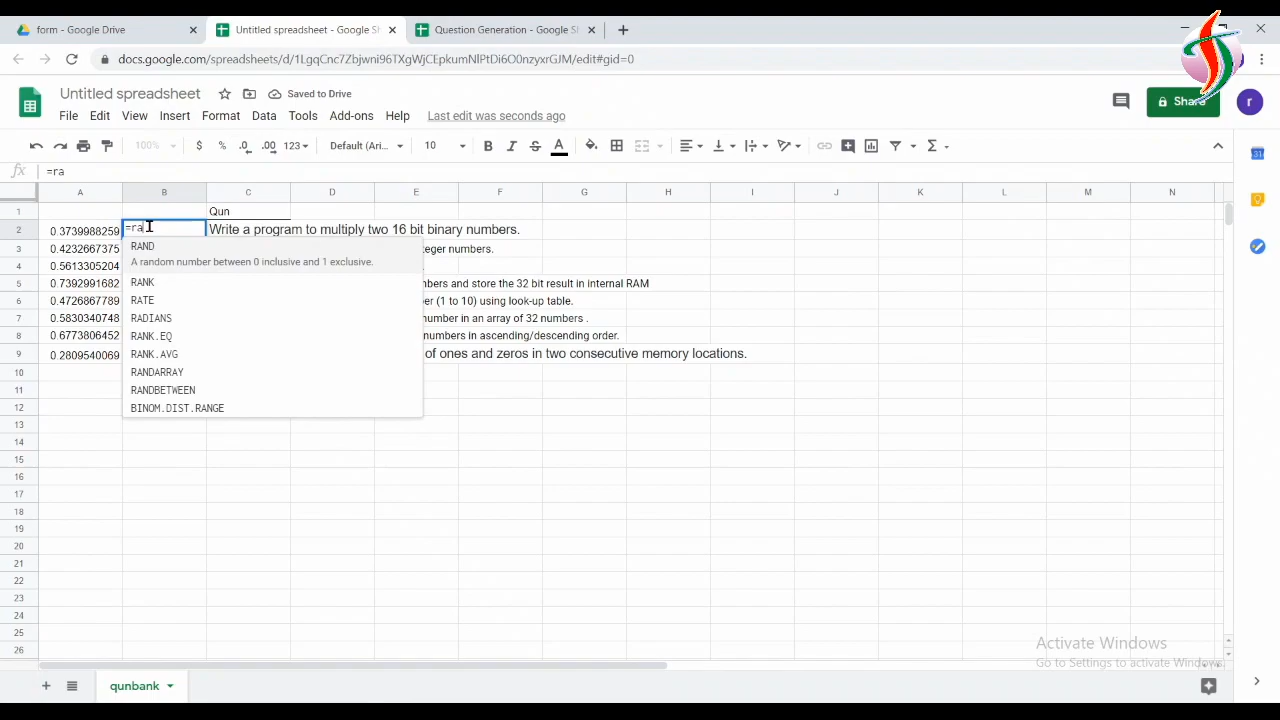 form - Google Drive
Untitled spreadsheet - Google Sh
Question Generation - Google Sh
docs.google.com/spreadsheets/d/1LgqCnc7Zbjwni96TXgWjCEpkumNlPtDi6O0nzyxrGJM/edit#gid=0
Untitled spreadsheet
Saved to Drive
File Edit View Insert Format Data Tools Add-ons Help Last edit was seconds ago
Share
r
100% $ % .0 .00 123 Default (Ari... 10 B I S A Σ
31
fx =ra
A B C D E F G H I J K L M N
1 Qun
2 0.3739988259 =ra Write a program to multiply two 16 bit binary numbers.
3 0.4232667375 teger numbers.
4 0.5613305204
5 0.7392991682 mbers and store the 32 bit result in internal RAM
6 0.4726867789 er (1 to 10) using look-up table.
7 0.5830340748 number in an array of 32 numbers .
8 0.6773806452 numbers in ascending/descending order.
9 0.2809540069 of ones and zeros in two consecutive memory locations.
RAND
A random number between 0 inclusive and 1 exclusive.
RANK
RATE
RADIANS
RANK.EQ
RANK.AVG
RANDARRAY
RANDBETWEEN
BINOM.DIST.RANGE
10
11
12
13
14
15
16
17
18
19
20
21
22
23
24
25
26
Activate Windows
Go to Settings to activate Windows.
qunbank